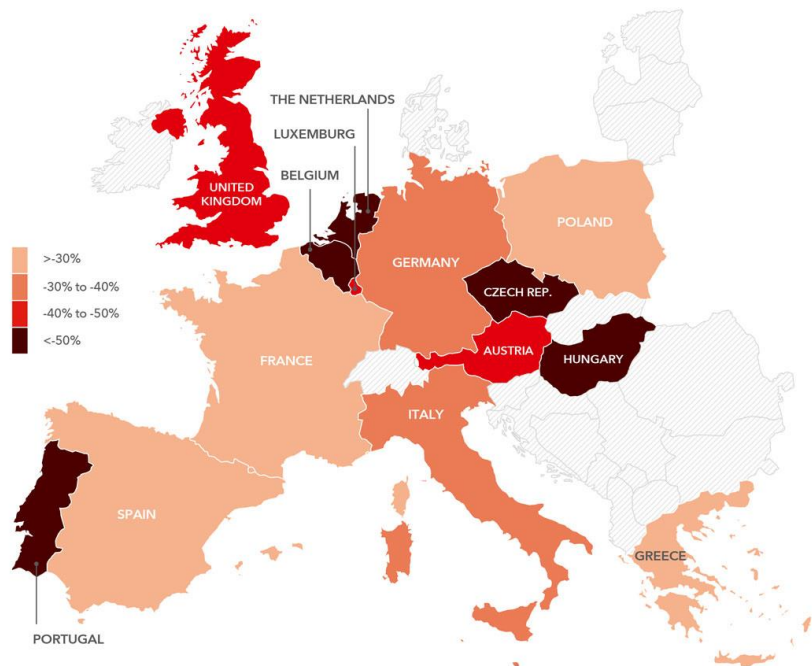 THE NETHERLANDS
LUXEMBURG
BELGIUM
UNITED
KINGDOM
POLAND
GERMANY
>-30%
-30% to -40%
-40% to -50%
<-50%
CZECH REP.
FRANCE
AUSTRIA
HUNGARY
ITALY
SPAIN
GREECE
PORTUGAL